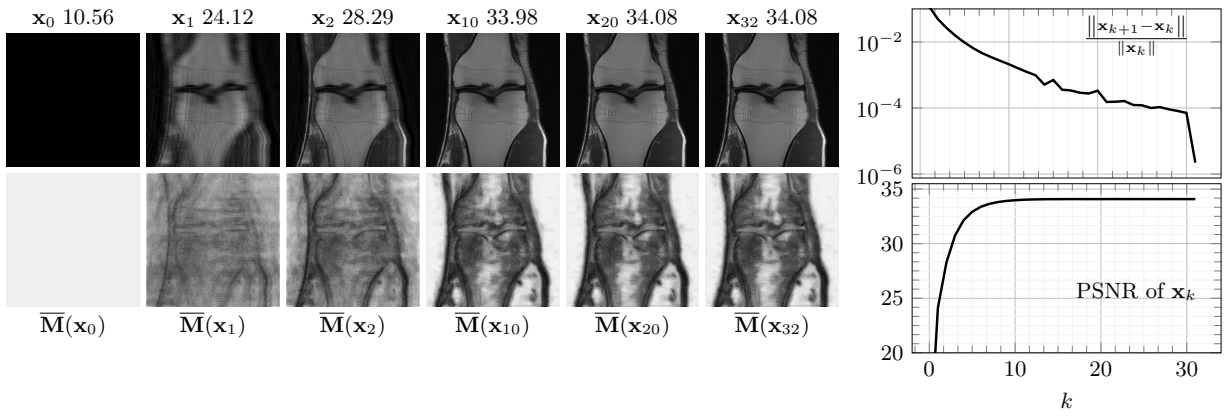 x₀ 10.56 x₁ 24.12 x₂ 28.29 x₁₀ 33.98 x₂₀ 34.08 x₃₂ 34.08
M̅(x₀) M̅(x₁) M̅(x₂) M̅(x₁₀) M̅(x₂₀) M̅(x₃₂)
10⁻²
10⁻⁴
10⁻⁶
||xₖ₊₁−xₖ||
‖xₖ‖
35
30
25
20
PSNR of xₖ
0 10 20 30
k